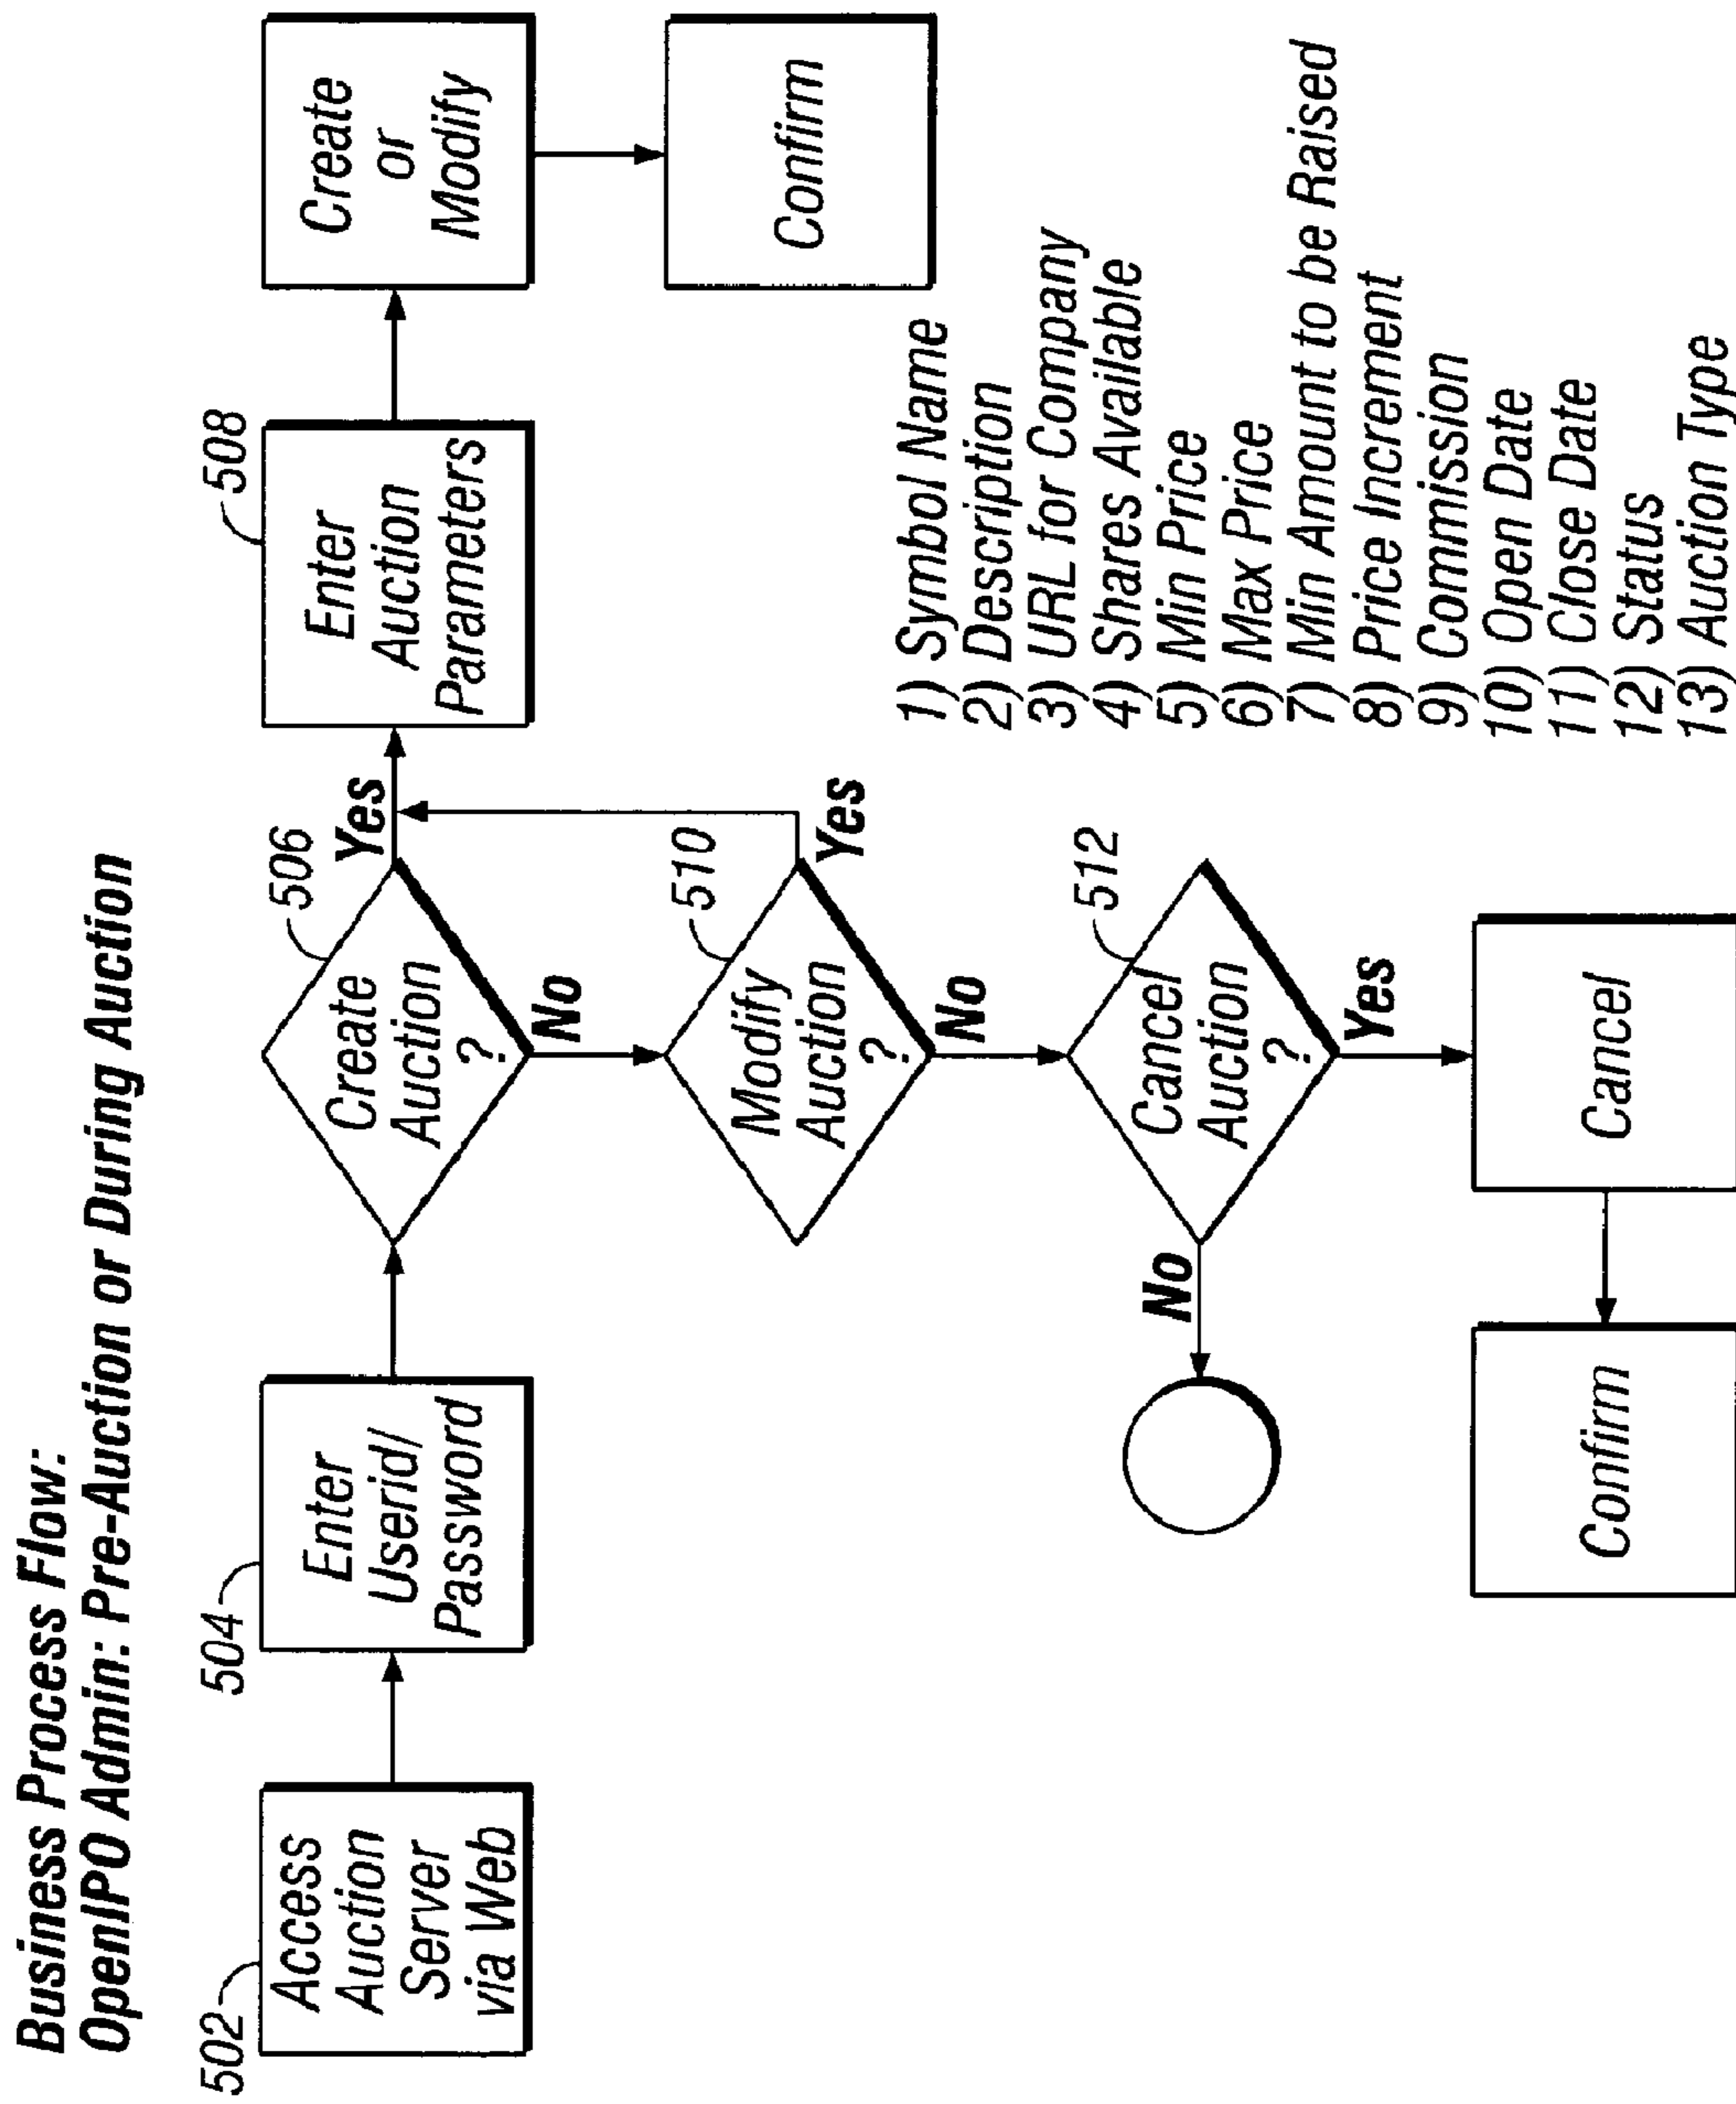 Business Process Flow:
OpenIPO Admin: Pre-Auction or During Auction
502
Access
Auction
Server
via Web
504
Enter
Userid/
Password
506
Create
Auction
?
Yes
No
508
Enter
Auction
Parameters
Create
or
Modify
Confirm
510
Modify
Auction
?
Yes
No
512
Cancel
Auction
?
No
Yes
Cancel
Confirm
1) Symbol Name
2) Description
3) URL for Company
4) Shares Available
5) Min Price
6) Max Price
7) Min Amount to be Raised
8) Price Increment
9) Commission
10) Open Date
11) Close Date
12) Status
13) Auction Type